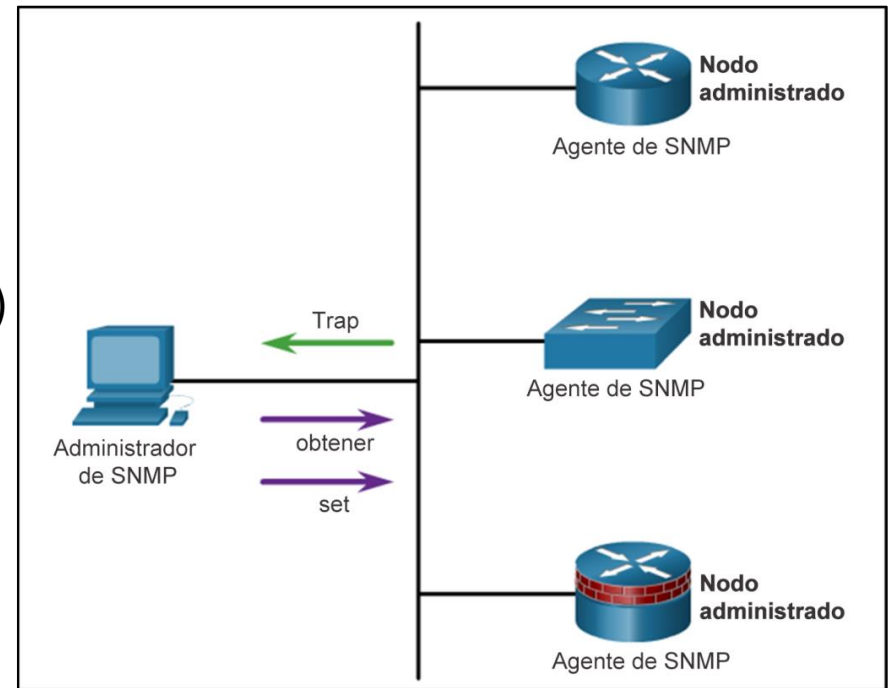 Nodo
administrado
Agente de SNMP
)
Trap
Nodo
administrado
Agente de SNMP
Administrador
de SNMP
obtener
set
Nodo
administrado
Agente de SNMP